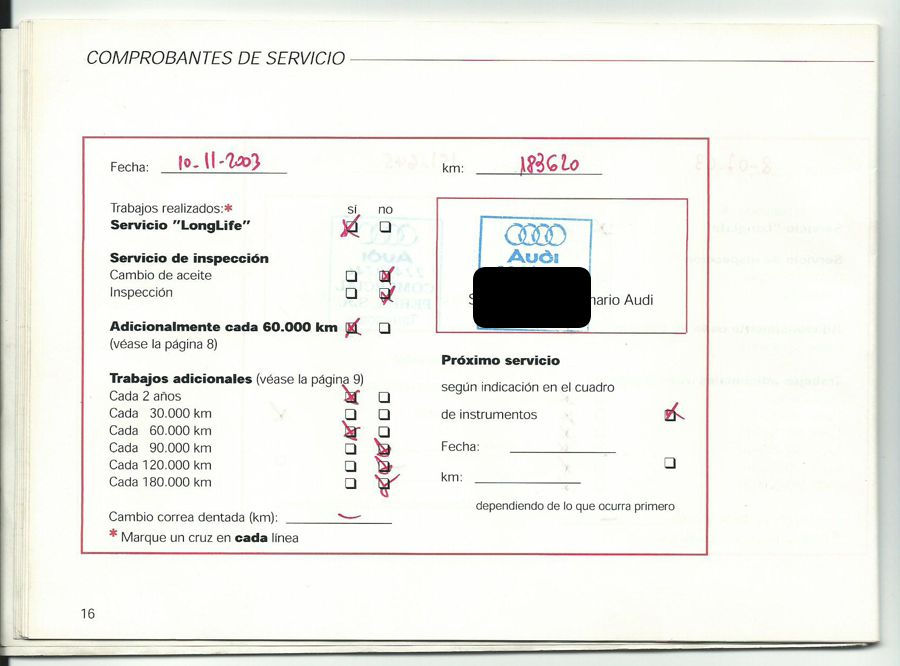 COMPROBANTES DE SERVICIO
Fecha: 10-11-2003 km: 183620
Trabajos realizados:* sí no
Servicio "LongLife"
Audi
Servicio de inspección
Cambio de aceite
Inspección
nario Audi
Adicionalmente cada 60.000 km
(véase la página 8)
Próximo servicio
Trabajos adicionales (véase la página 9)
según indicación en el cuadro
Cada 2 años
Cada 30.000 km
de instrumentos
Cada 60.000 km
Cada 90.000 km
Fecha:
Cada 120.000 km
Cada 180.000 km
km:
dependiendo de lo que ocurra primero
Cambio correa dentada (km): -
* Marque un cruz en cada línea
16